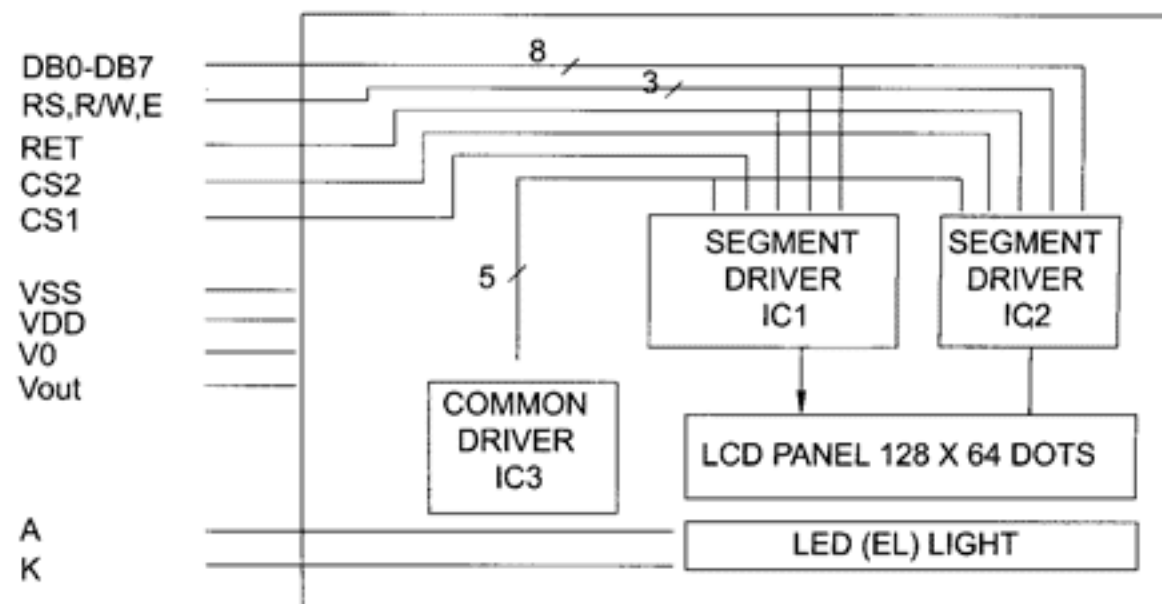 DB0-DB7
8
RS,R/W,E
3
RET
CS2
CS1
5
VSS
VDD
V0
Vout
SEGMENT
DRIVER
IC1
SEGMENT
DRIVER
IC2
COMMON
DRIVER
IC3
LCD PANEL 128 X 64 DOTS
A
K
LED (EL) LIGHT